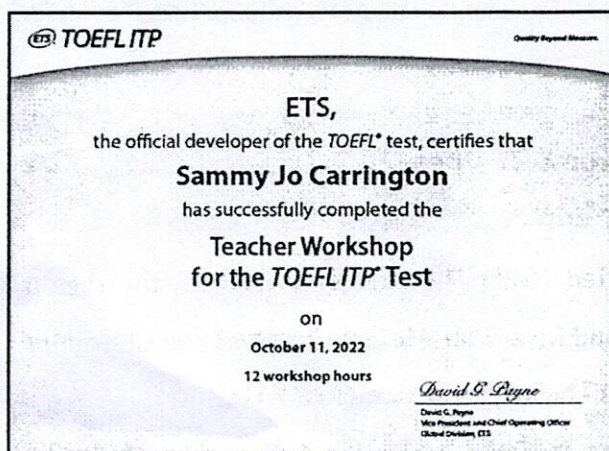 ETS TOEFL ITP
Quality Beyond Measure.
ETS,
the official developer of the TOEFL® test, certifies that
Sammy Jo Carrington
has successfully completed the
Teacher Workshop
for the TOEFL ITP® Test
on
October 11, 2022
12 workshop hours
David G. Payne
David G. Payne
Vice President and Chief Operating Officer
Global Division, ETS